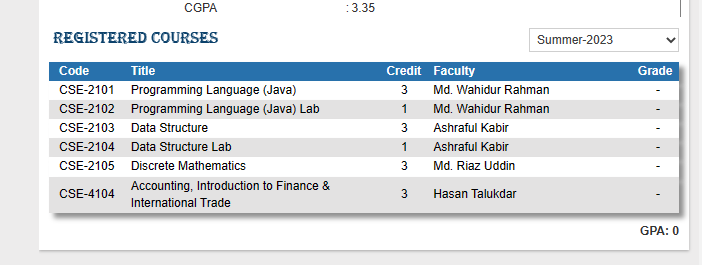 CGPA : 3.35
REGISTERED COURSES Summer-2023
Code Title Credit Faculty Grade
CSE-2101 Programming Language (Java) 3 Md. Wahidur Rahman -
CSE-2102 Programming Language (Java) Lab 1 Md. Wahidur Rahman -
CSE-2103 Data Structure 3 Ashraful Kabir -
CSE-2104 Data Structure Lab 1 Ashraful Kabir -
CSE-2105 Discrete Mathematics 3 Md. Riaz Uddin -
CSE-4104 Accounting, Introduction to Finance &
International Trade 3 Hasan Talukdar -
GPA: 0